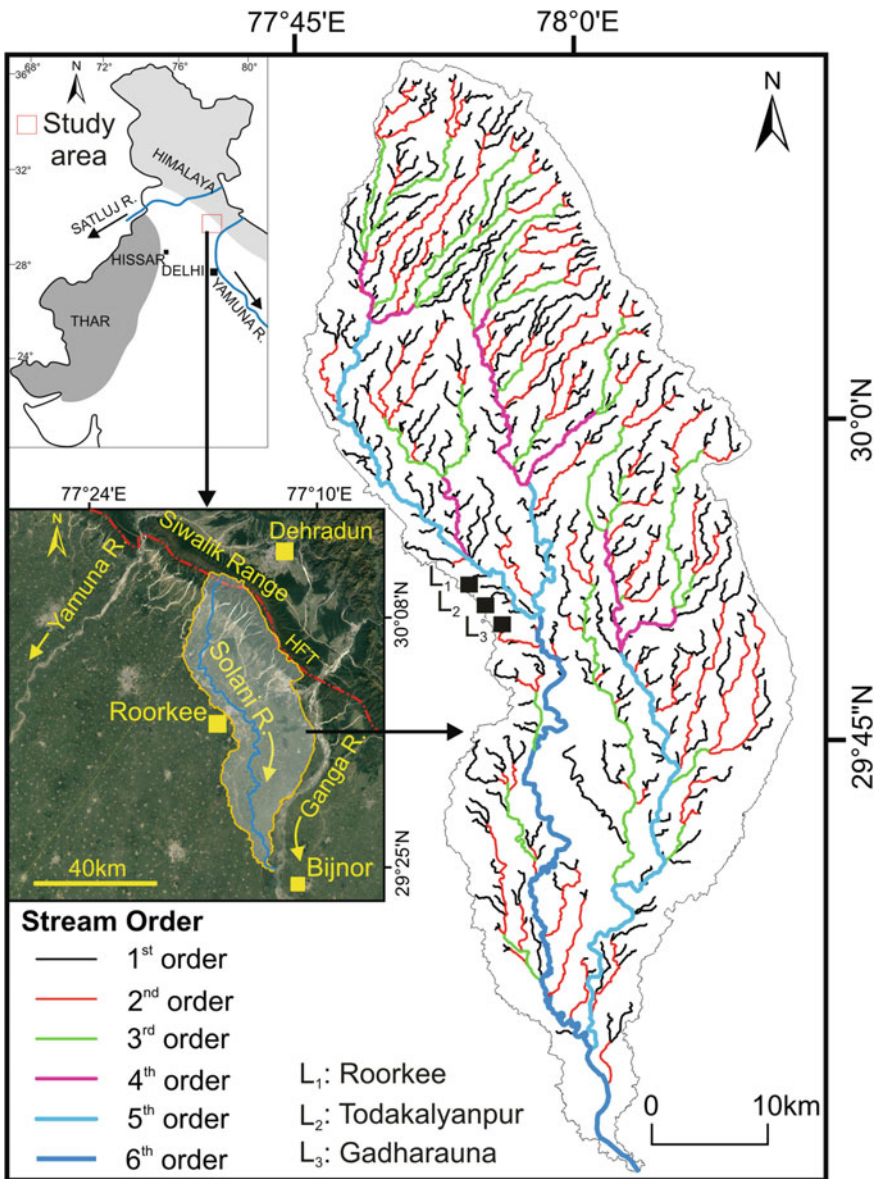 77°45'E
78°0'E
68°
72°
76°
80°
36°
32°
28°
24°
N
Study
area
HIMALAYA
SATLUJ R.
HISSAR
DELHI
YAMUNA R.
THAR
N
30°0'N
29°45"N
77°24'E
77°10'E
N
Dehradun
Siwalik Range
Yamuna R.
HFT
30°08'N
Solani R.
Roorkee
Ganga R.
40km
Bijnor
29°25'N
L1
L2
L3
Stream Order
1st order
2nd order
3rd order
4th order
5th order
6th order
L1: Roorkee
L2: Todakalyanpur
L3: Gadharauna
0 10km